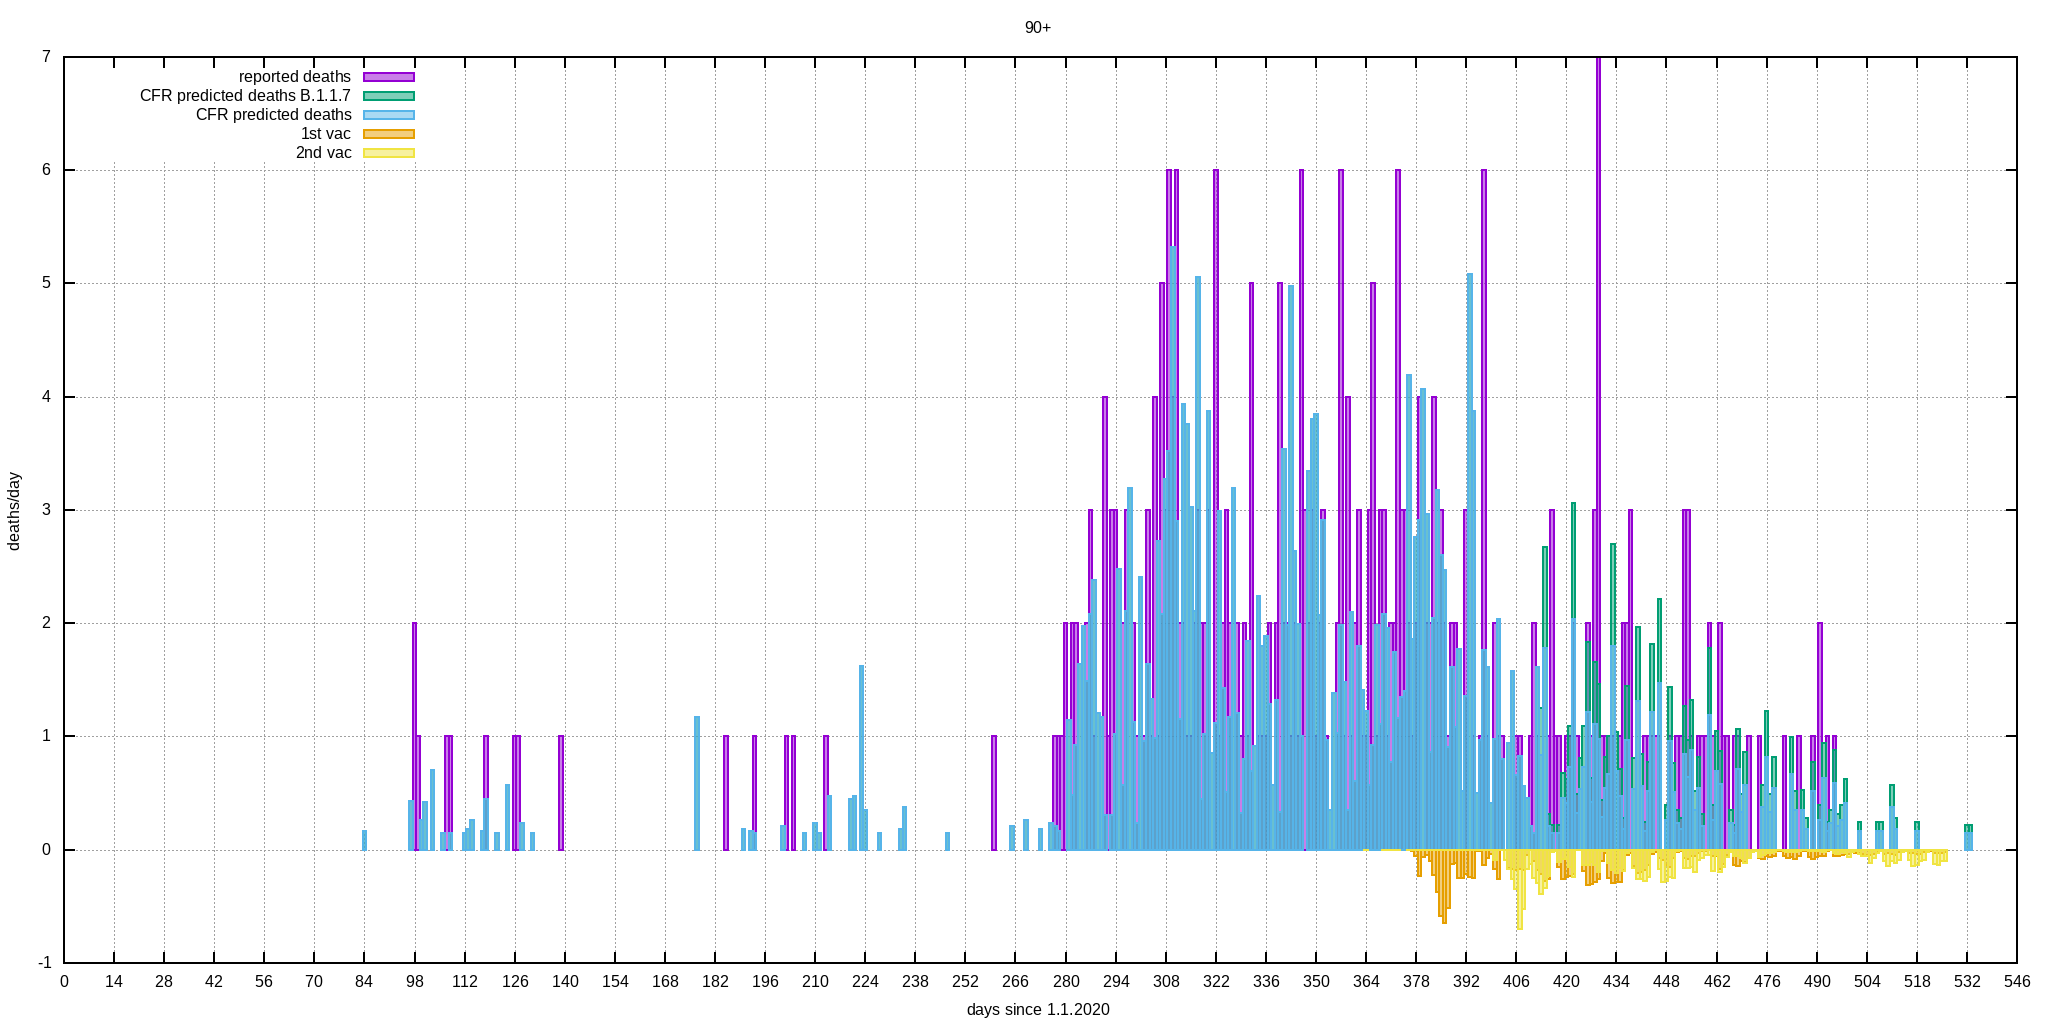 90+
reported deaths
CFR predicted deaths B.1.1.7
CFR predicted deaths
1st vac
2nd vac
7
6
5
4
3
2
1
0
-1
deaths/day
0 14 28 42 56 70 84 98 112 126 140 154 168 182 196 210 224 238 252 266 280 294 308 322 336 350 364 378 392 406 420 434 448 462 476 490 504 518 532 546
days since 1.1.2020